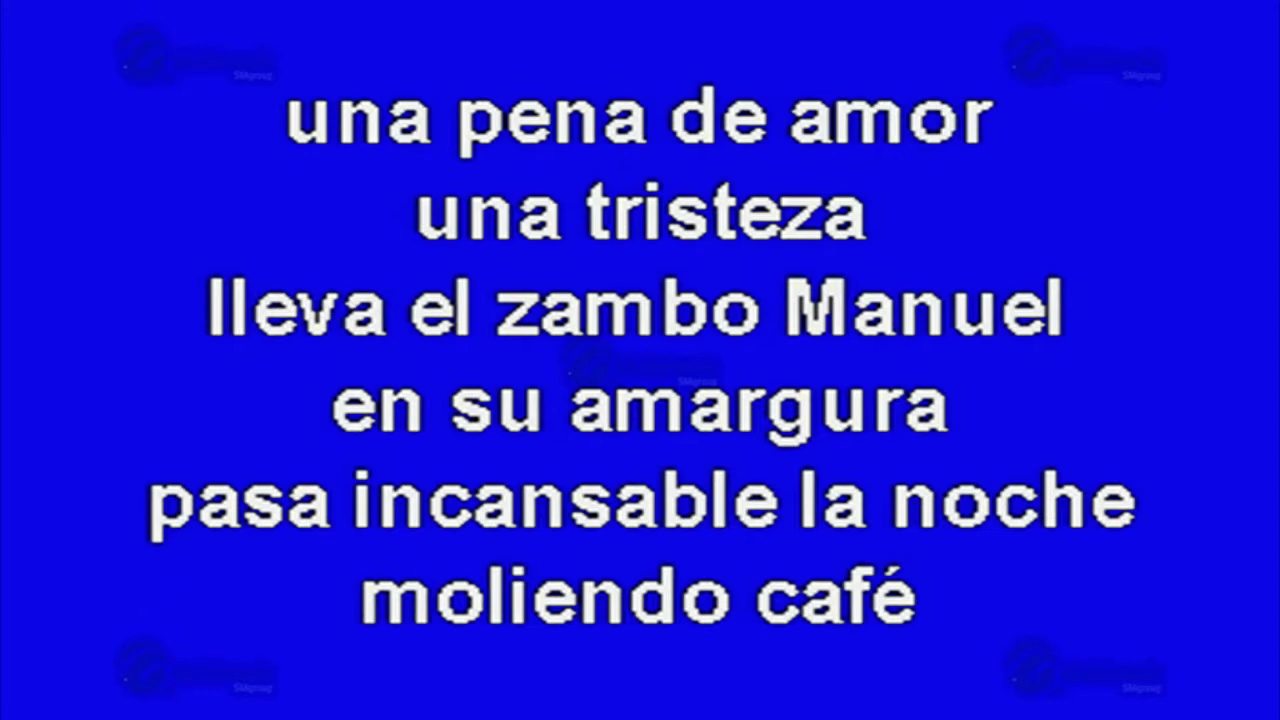 una pena de amor
una tristeza
lleva el zambo Manuel
en su amargura
pasa incansable la noche
moliendo café